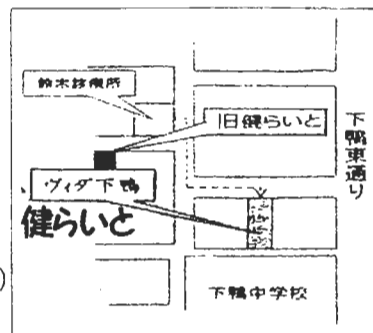 鈴木診療所
旧健らいと
下鴨東通り
ヴィダ下鴨
健らいと
下鴨中学校